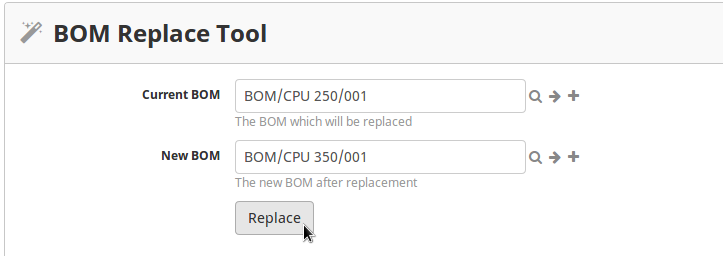 BOM Replace Tool
Current BOM
BOM/CPU 250/001
The BOM which will be replaced
New BOM
BOM/CPU 350/001
The new BOM after replacement
Replace